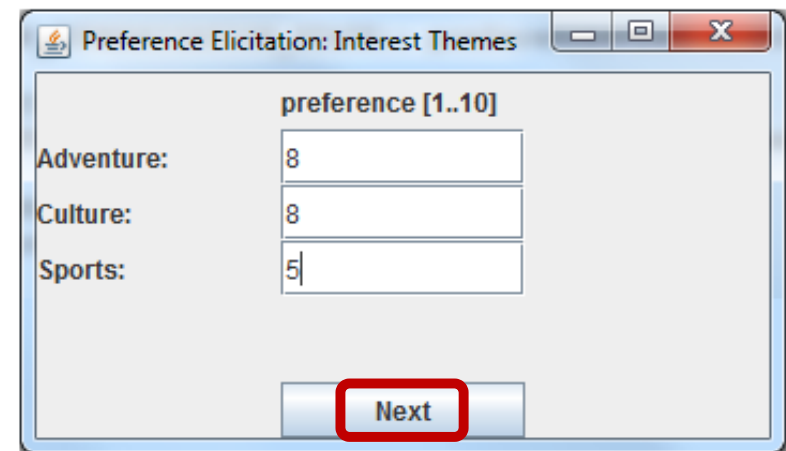 Preference Elicitation: Interest Themes
preference [1..10]
Adventure: 8
Culture: 8
Sports: 5
Next